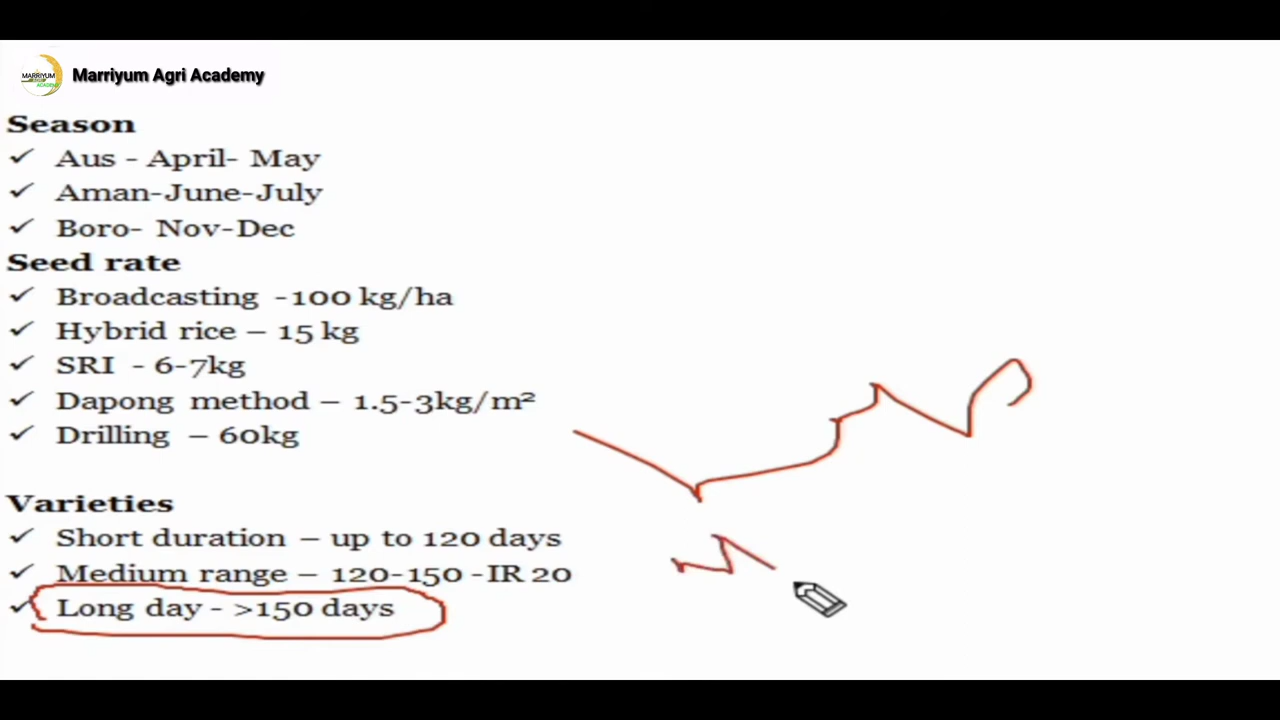 MARRIYUM
ACADEMY
Marriyum Agri Academy
Season
✓ Aus - April- May
✓ Aman-June-July
✓ Boro- Nov-Dec
Seed rate
✓ Broadcasting -100 kg/ha
✓ Hybrid rice – 15 kg
✓ SRI - 6-7kg
✓ Dapong method – 1.5-3kg/m²
✓ Drilling – 60kg
Varieties
✓ Short duration – up to 120 days
✓ Medium range – 120-150 -IR 20
✓ Long day - >150 days